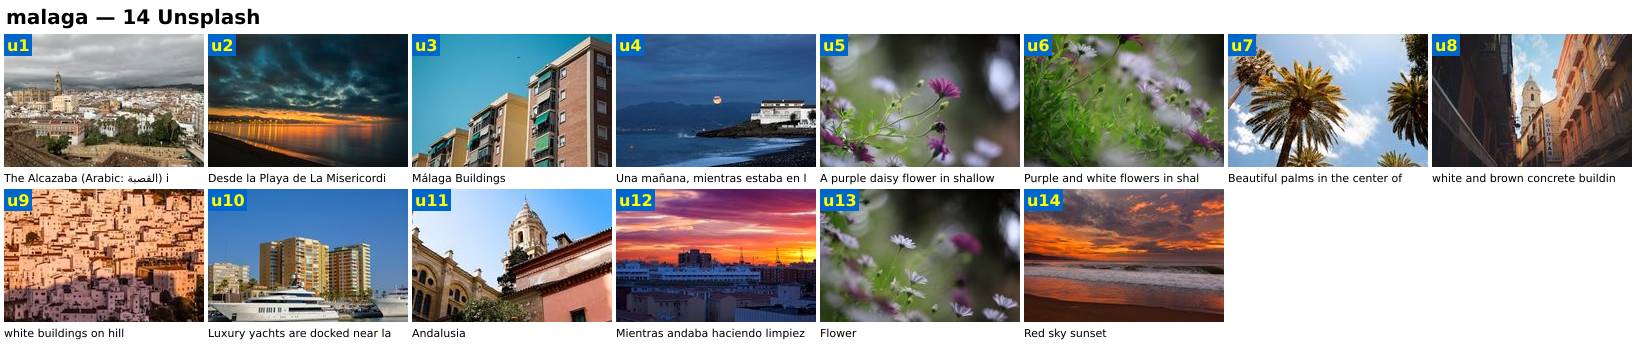 malaga — 14 Unsplash
u1
u2
u3
u4
u5
u6
u7
u8
The Alcazaba (Arabic: القصبة) i
Desde la Playa de La Misericordi
Málaga Buildings
Una mañana, mientras estaba en l
A purple daisy flower in shallow
Purple and white flowers in shal
Beautiful palms in the center of
white and brown concrete buildin
u9
u10
u11
u12
u13
u14
white buildings on hill
Luxury yachts are docked near la
Andalusia
Mientras andaba haciendo limpiez
Flower
Red sky sunset